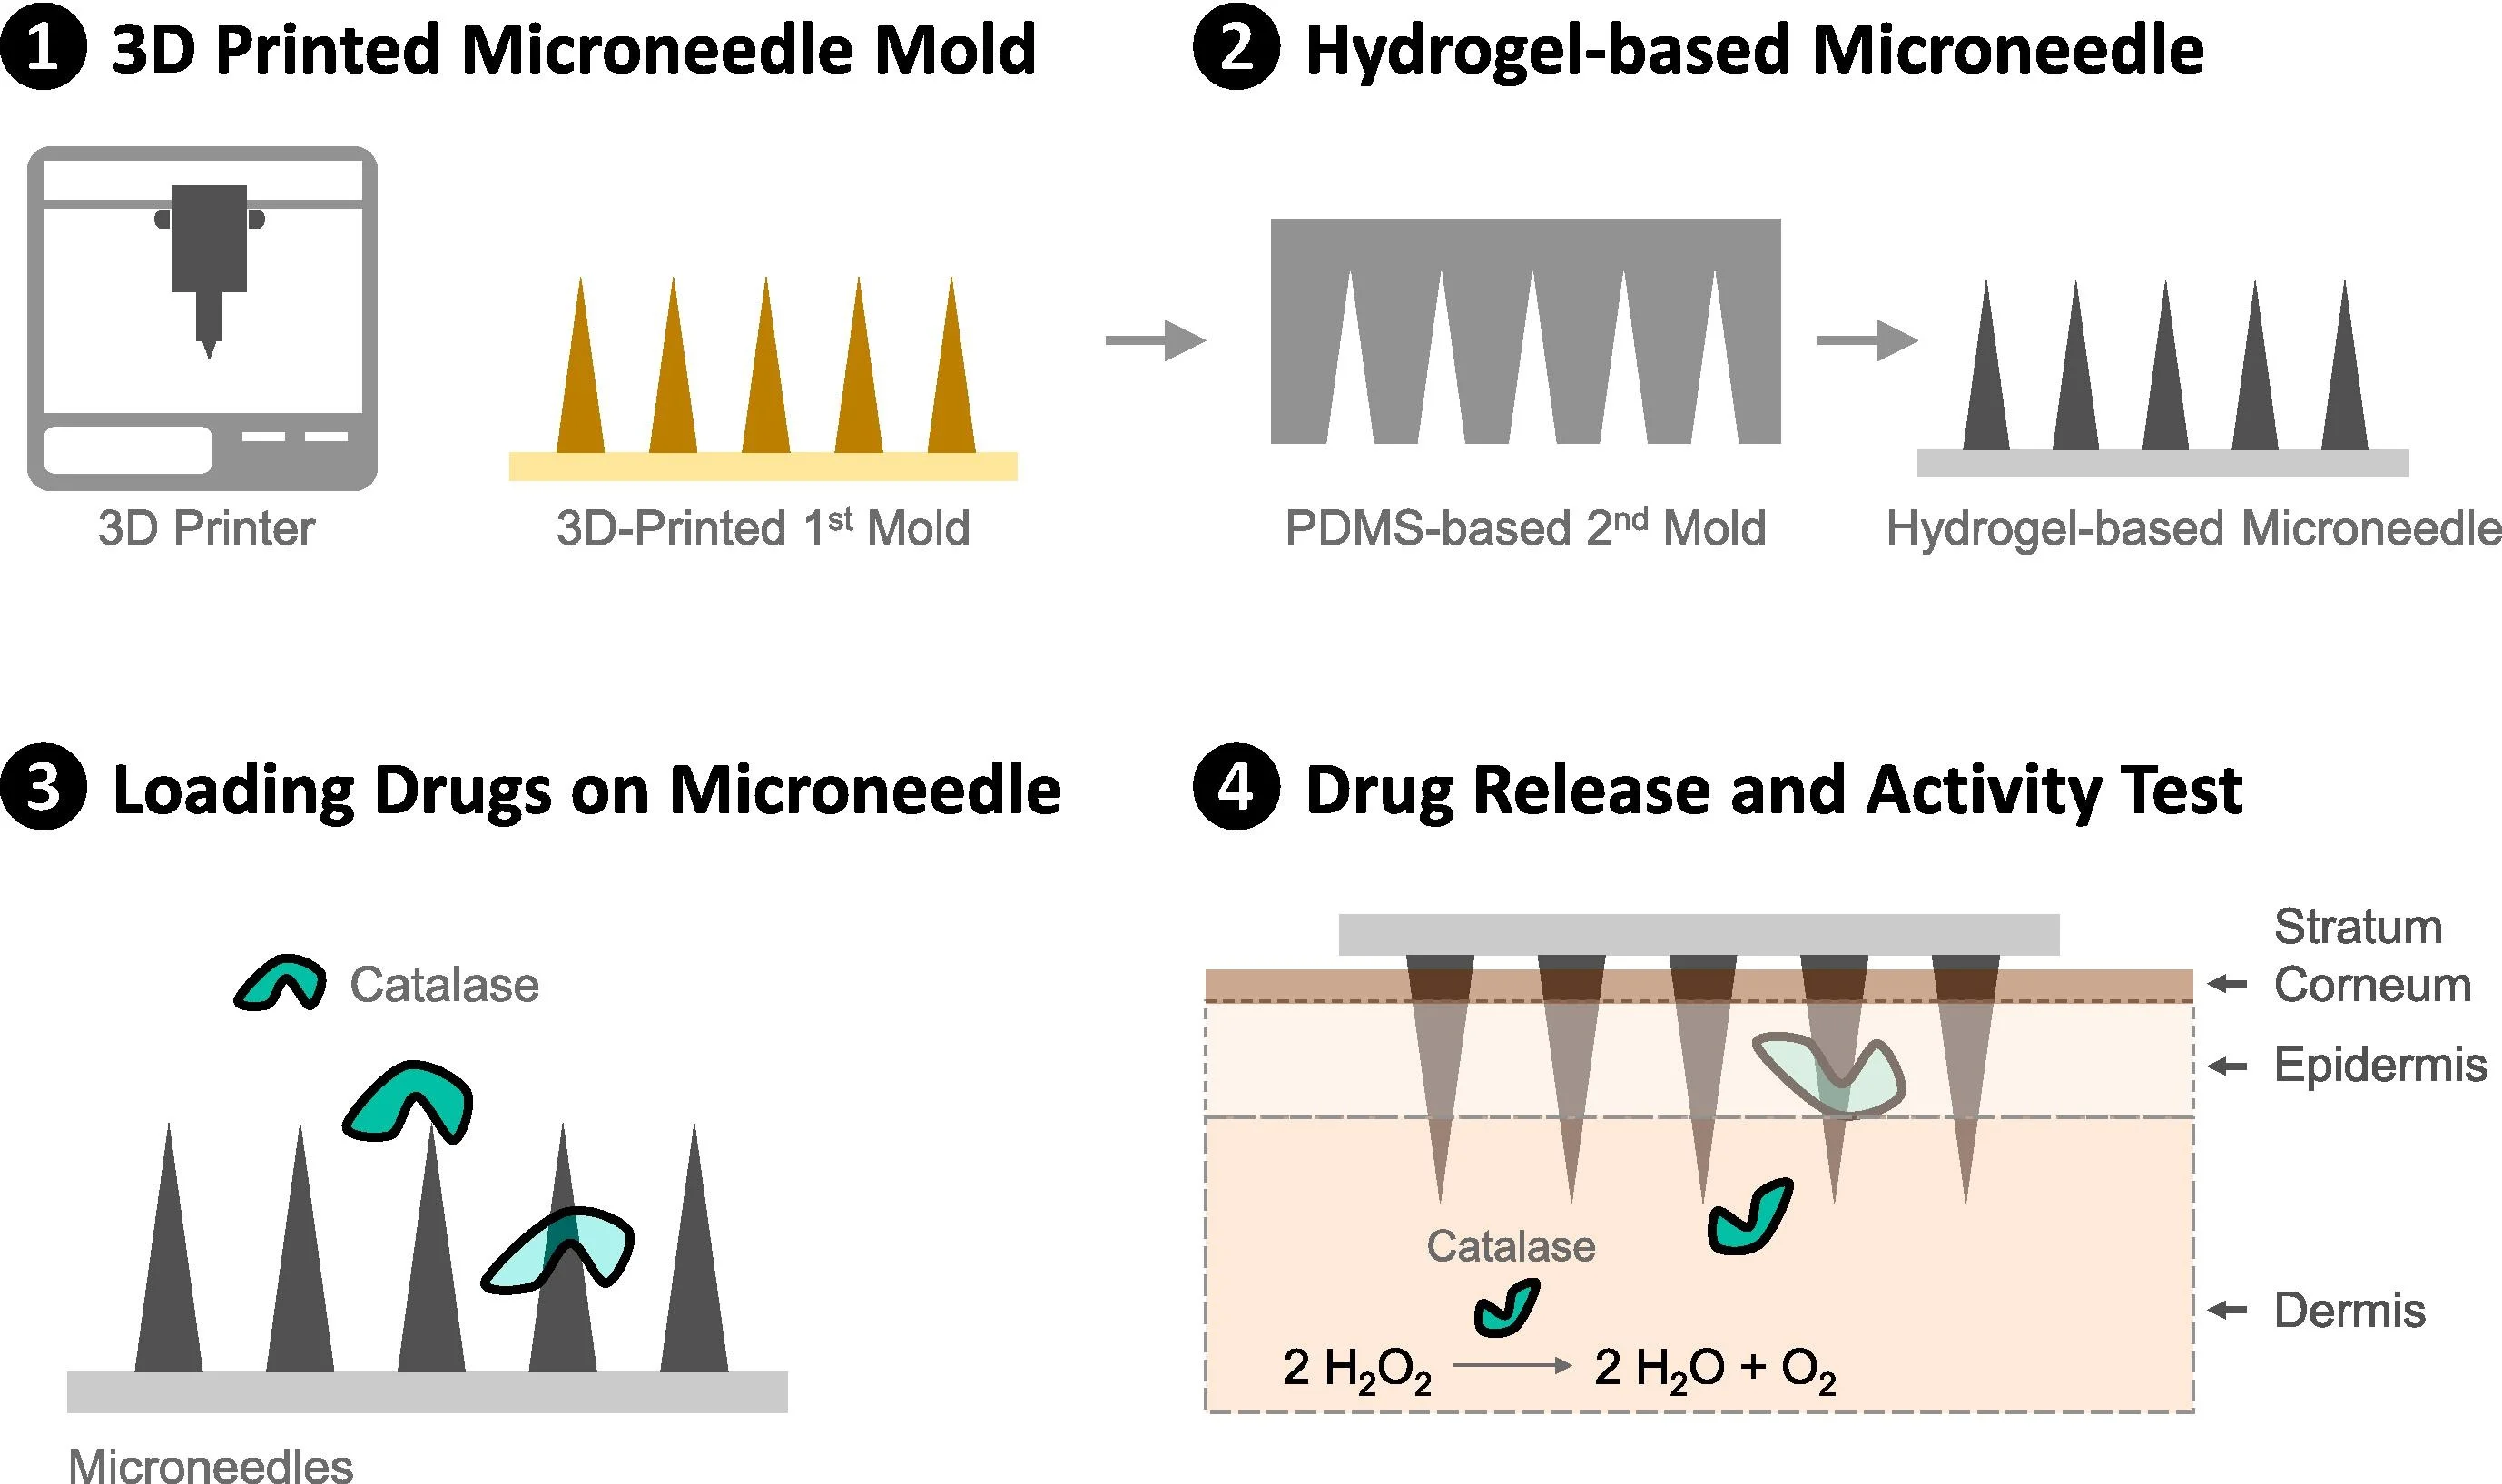 1 3D Printed Microneedle Mold
2 Hydrogel-based Microneedle
3D Printer
3D-Printed 1st Mold
PDMS-based 2nd Mold
Hydrogel-based Microneedle
3 Loading Drugs on Microneedle
4 Drug Release and Activity Test
Catalase
Microneedles
Stratum
Corneum
Epidermis
Dermis
Catalase
2 H₂O₂ → 2 H₂O + O₂